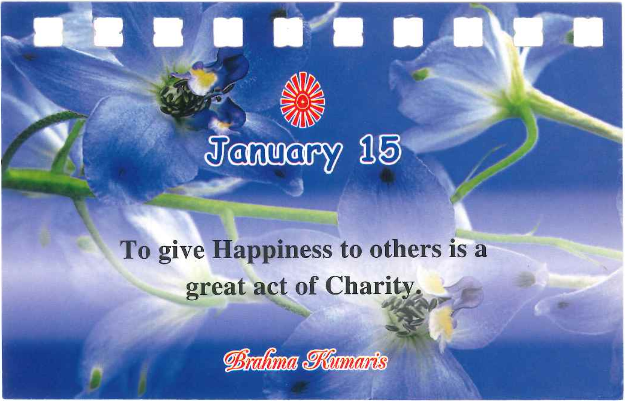 January 15
To give Happiness to others is a
great act of Charity.
Brahma Kumaris